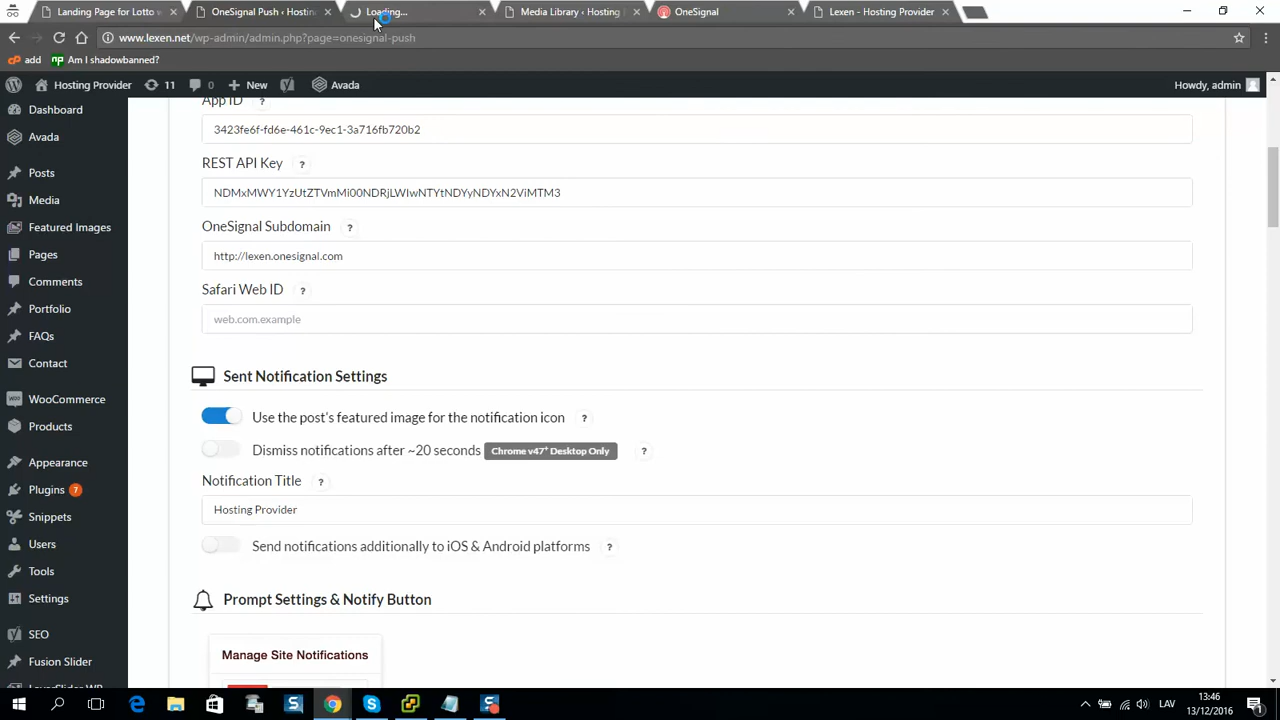 Landing Page for Lotto w
OneSignal Push ‹ Hostin
Loading...
Media Library ‹ Hosting
OneSignal
Lexen - Hosting Provider
www.lexen.net/wp-admin/admin.php?page=onesignal-push
add
Am I shadowbanned?
Hosting Provider
11
0
New
Avada
Howdy, admin
Dashboard
Avada
Posts
Media
Featured Images
Pages
Comments
Portfolio
FAQs
Contact
WooCommerce
Products
Appearance
Plugins 7
Snippets
Users
Tools
Settings
SEO
Fusion Slider
LayerSlider WP
App ID ?
3423fe6f-fd6e-461c-9ec1-3a716fb720b2
REST API Key ?
NDMxMWY1YzUtZTVmMi00NDRjLWIwNTYtNDYyNDYxN2ViMTM3
OneSignal Subdomain ?
http://lexen.onesignal.com
Safari Web ID ?
web.com.example
Sent Notification Settings
Use the post's featured image for the notification icon ?
Dismiss notifications after ~20 seconds Chrome v47+ Desktop Only ?
Notification Title ?
Hosting Provider
Send notifications additionally to iOS & Android platforms ?
Prompt Settings & Notify Button
Manage Site Notifications
LAV
13:46
13/12/2016
1